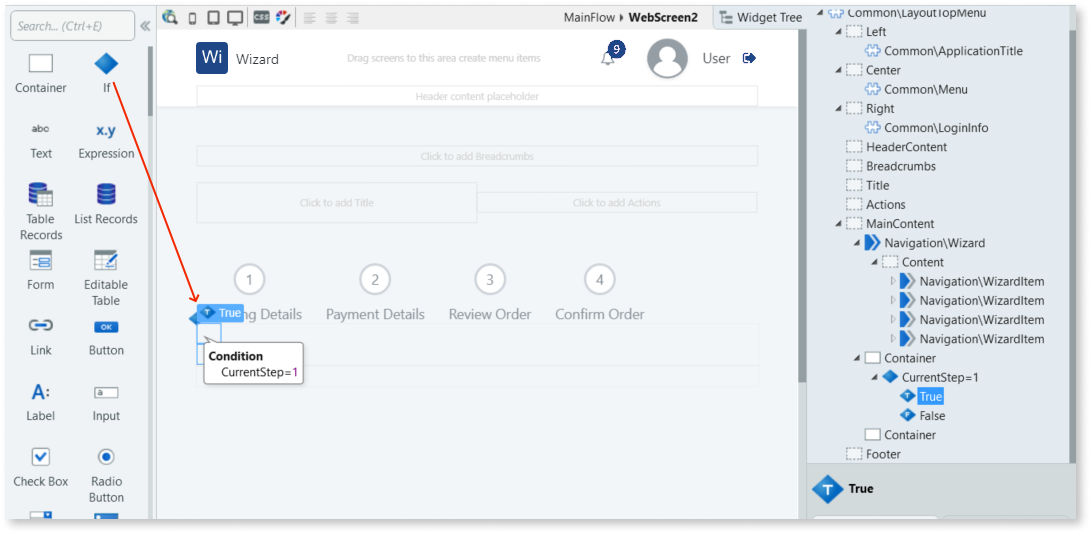 Search... (Ctrl+E)
Container
If
abc
Text
x.y
Expression
Table
Records
List Records
Form
Editable
Table
Link
OK
Button
A:
Label
a
Input
Check Box
Radio
Button
CSS
MainFlow
WebScreen2
Widget Tree
Wi
Wizard
Drag screens to this area create menu items
9
User
Header content placeholder
Click to add Breadcrumbs
Click to add Title
Click to add Actions
1
2
3
4
T
True
ng Details
Payment Details
Review Order
Confirm Order
Condition
CurrentStep=1
Common\LayoutTopMenu
Left
Common\ApplicationTitle
Center
Common\Menu
Right
Common\LoginInfo
HeaderContent
Breadcrumbs
Title
Actions
MainContent
Navigation\Wizard
Content
Navigation\WizardItem
Navigation\WizardItem
Navigation\WizardItem
Navigation\WizardItem
Container
CurrentStep=1
T
True
F
False
Container
Footer
T
True